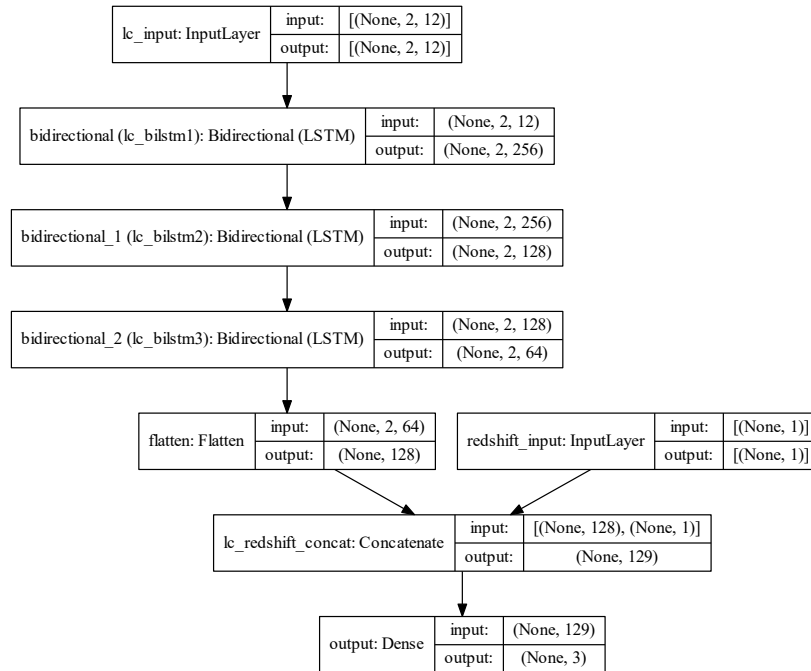 lc_input: InputLayer
input: [(None, 2, 12)]
output: [(None, 2, 12)]
bidirectional (lc_bilstm1): Bidirectional (LSTM)
input: (None, 2, 12)
output: (None, 2, 256)
bidirectional_1 (lc_bilstm2): Bidirectional (LSTM)
input: (None, 2, 256)
output: (None, 2, 128)
bidirectional_2 (lc_bilstm3): Bidirectional (LSTM)
input: (None, 2, 128)
output: (None, 2, 64)
flatten: Flatten
input: (None, 2, 64)
output: (None, 128)
redshift_input: InputLayer
input: [(None, 1)]
output: [(None, 1)]
lc_redshift_concat: Concatenate
input: [(None, 128), (None, 1)]
output: (None, 129)
output: Dense
input: (None, 129)
output: (None, 3)